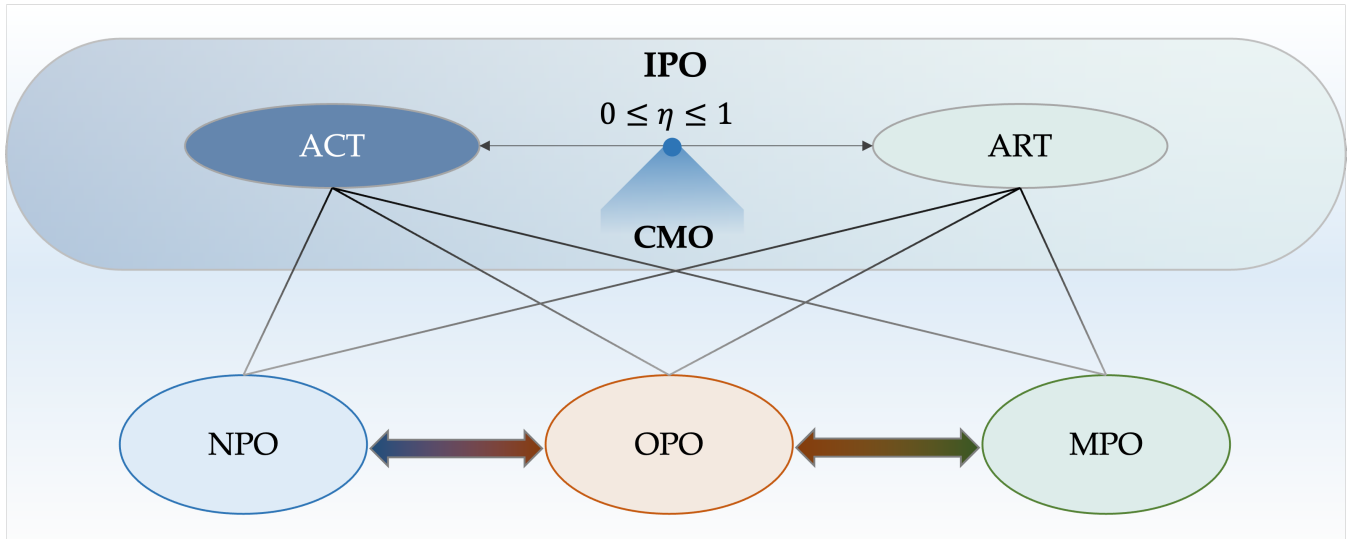 IPO
0 ≤ η ≤ 1
ACT
ART
CMO
NPO
OPO
MPO